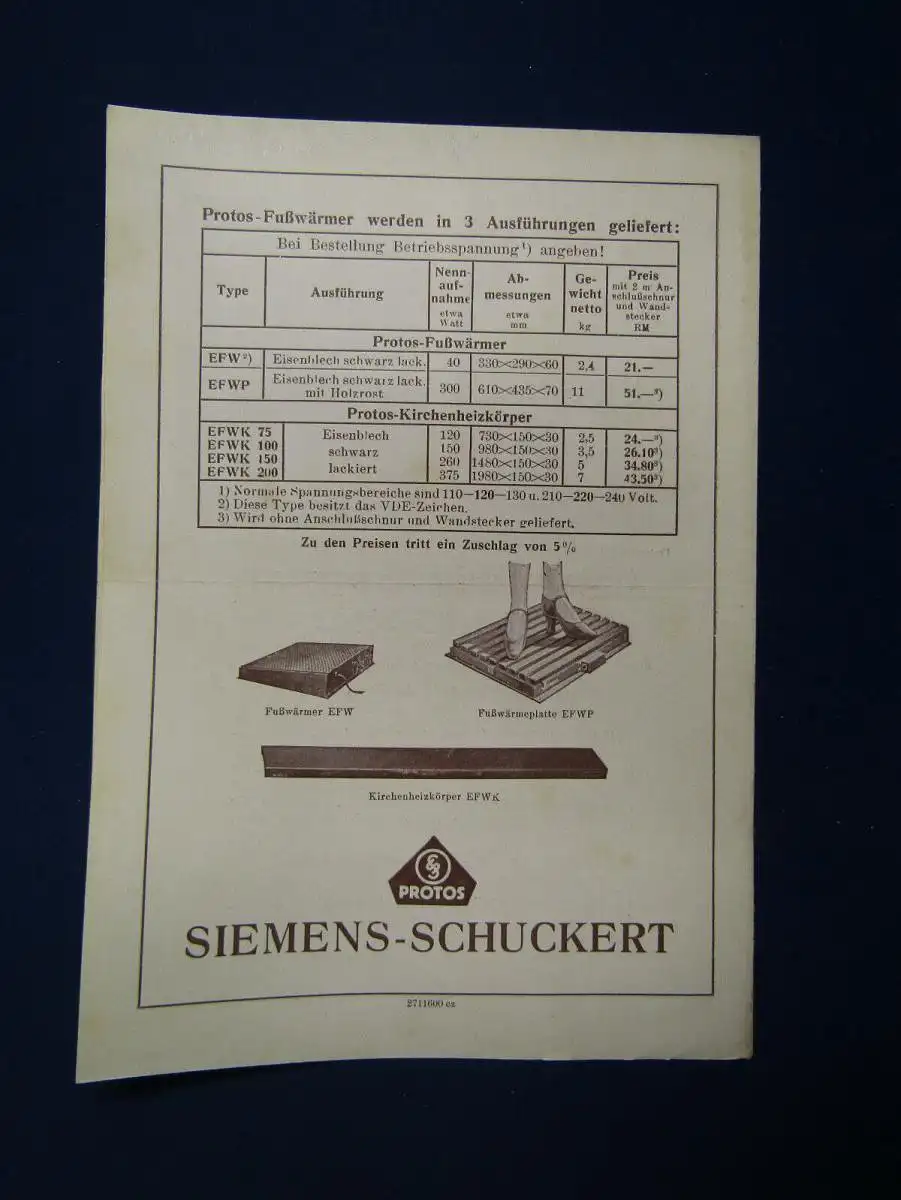 Protos-Fußwärmer werden in 3 Ausführungen geliefert:
Bei Bestellung Betriebsspannung¹) angeben!
Type
Ausführung
Nenn-
auf-
nahme
etwa
Watt
Ab-
messungen
etwa
mm
Ge-
wicht
netto
kg
Preis
mit 2 m An-
schlußschnur
und Wand-
stecker
RM
Protos-Fußwärmer
EFW²) Eisenblech schwarz lack. 40 330×290×60 2,4 21.—
EFWP Eisenblech schwarz lack. mit Holzrost 300 610×435×70 11 51.—³)
Protos-Kirchenheizkörper
EFWK 75 Eisenblech 120 730×150×30 2,5 24.—³)
EFWK 100 schwarz 150 980×150×30 3,5 26.10³)
EFWK 150 lackiert 260 1480×150×30 5 34.80³)
EFWK 200 375 1980×150×30 7 43.50³)
1) Normale Spannungsbereiche sind 110—120—130 u. 210—220—240 Volt.
2) Diese Type besitzt das VDE-Zeichen.
3) Wird ohne Anschlußschnur und Wandstecker geliefert.
Zu den Preisen tritt ein Zuschlag von 5%
Fußwärmer EFW
Fußwärmeplatte EFWP
Kirchenheizkörper EFWK
PROTOS
SIEMENS-SCHUCKERT
2711600 cz